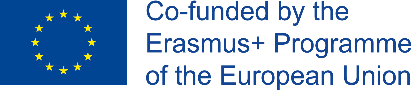 Co-funded by the
Erasmus+ Programme
of the European Union